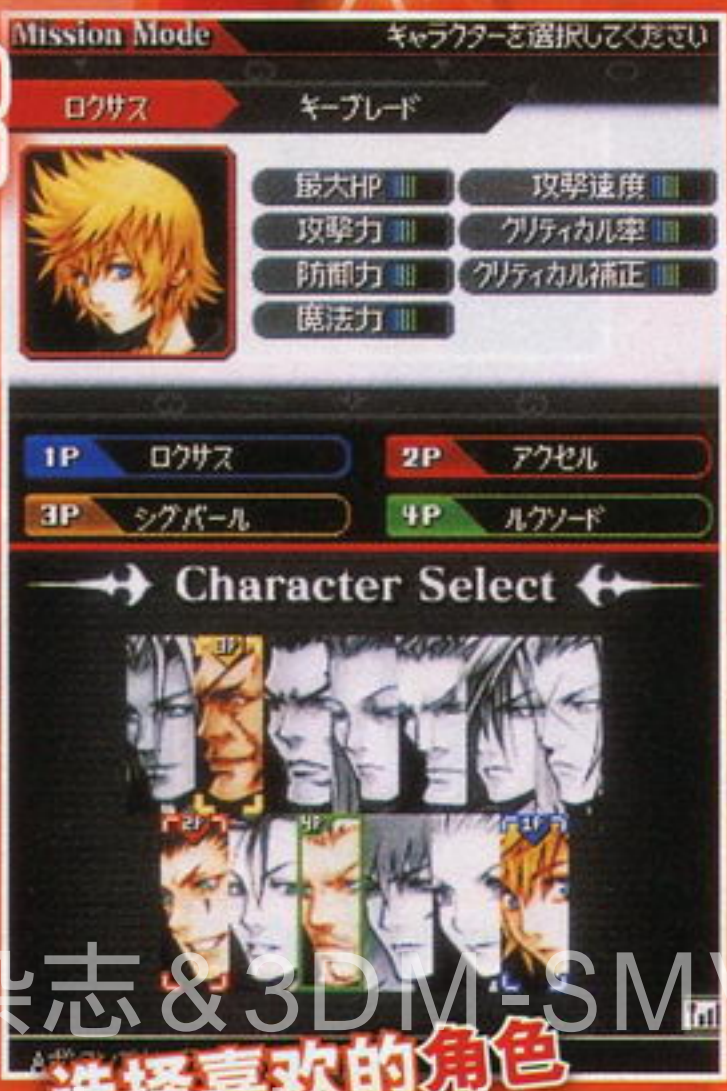 Mission Mode キャラクターを選択してください
ロクサス キーブレード
最大HP 攻撃速度
攻撃力 クリティカル率
防御力 クリティカル補正
魔法力
1P ロクサス 2P アクセル
3P シグバール 4P ルクソード
Character Select
3P
2P 4P 1P
志&3DM-SM
选择喜欢的角色